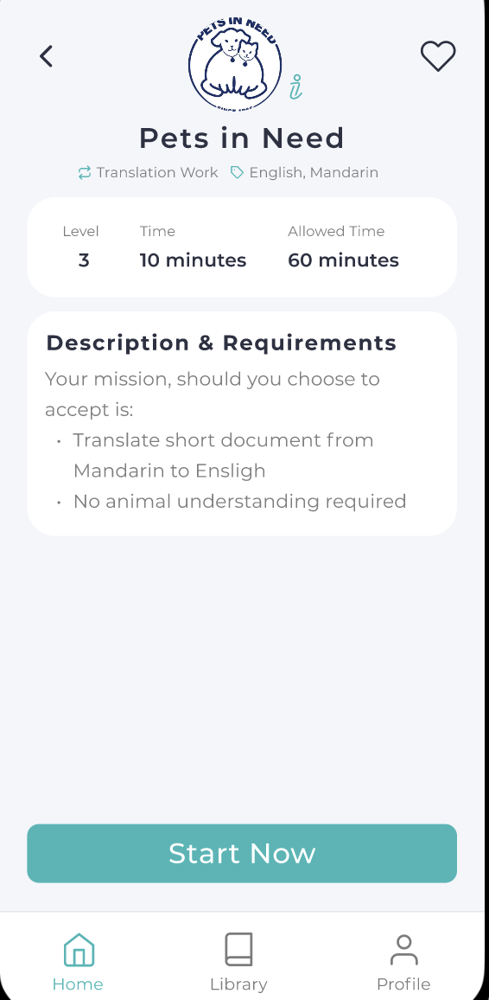 PETS IN NEED
Pets in Need
Translation Work English, Mandarin
Level Time Allowed Time
3 10 minutes 60 minutes
Description & Requirements
Your mission, should you choose to
accept is:
• Translate short document from
Mandarin to Ensligh
• No animal understanding required
Start Now
Home Library Profile